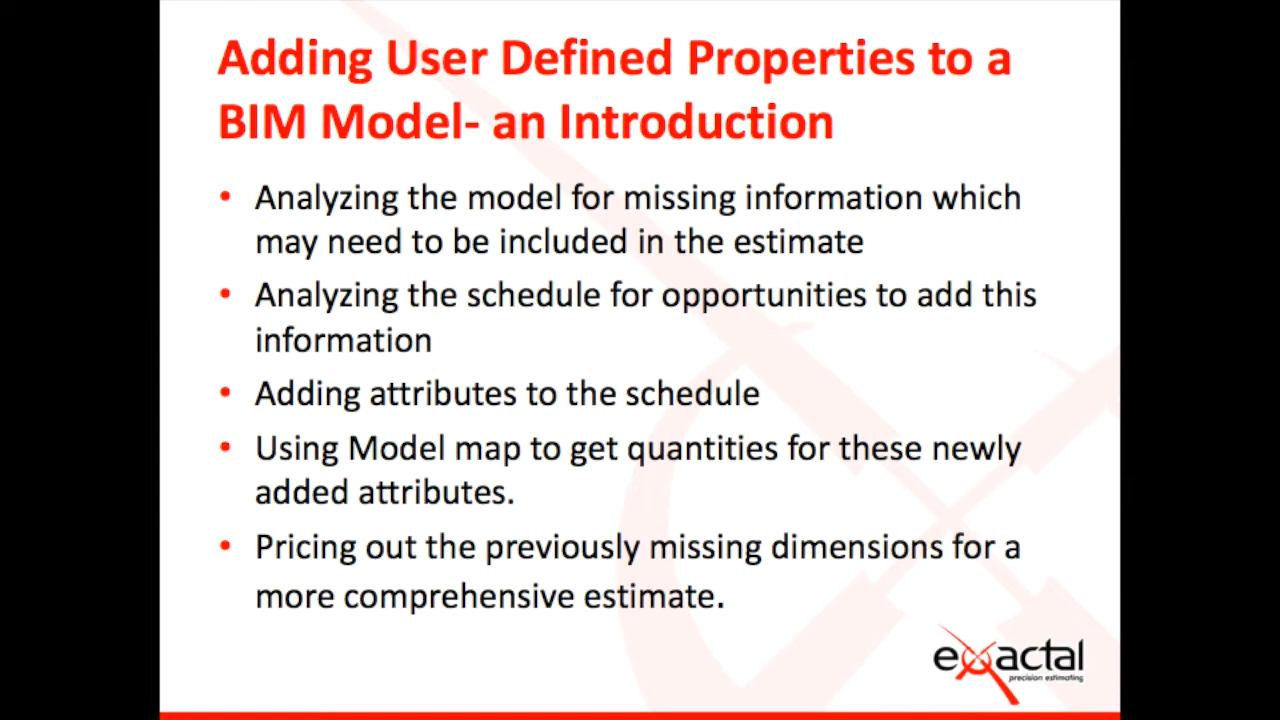 Adding User Defined Properties to a
BIM Model- an Introduction
• Analyzing the model for missing information which
may need to be included in the estimate
• Analyzing the schedule for opportunities to add this
information
• Adding attributes to the schedule
• Using Model map to get quantities for these newly
added attributes.
• Pricing out the previously missing dimensions for a
more comprehensive estimate.
exactal
precision estimating